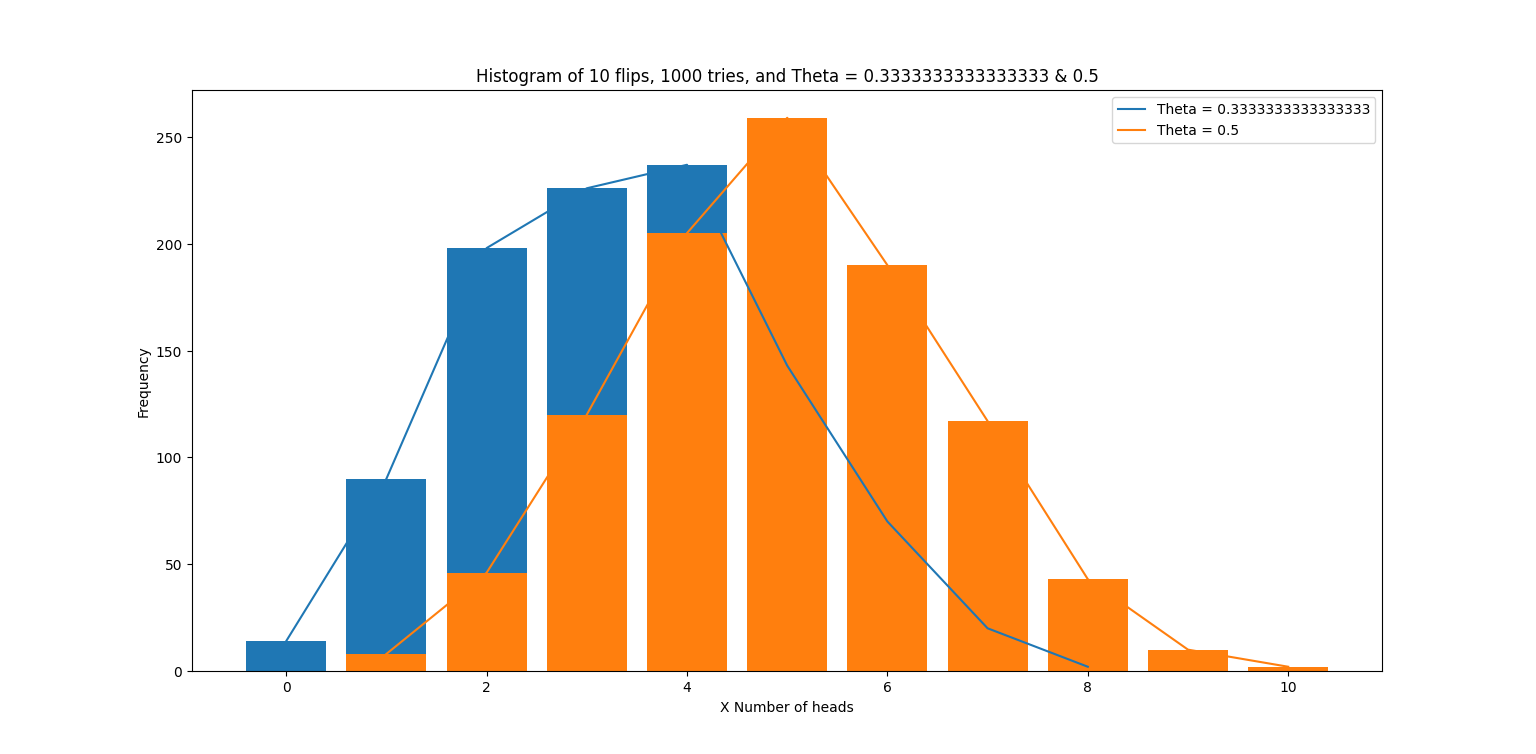 Histogram of 10 flips, 1000 tries, and Theta = 0.3333333333333333 & 0.5
Theta = 0.3333333333333333
Theta = 0.5
250
200
150
100
50
0
Frequency
0 2 4 6 8 10
X Number of heads